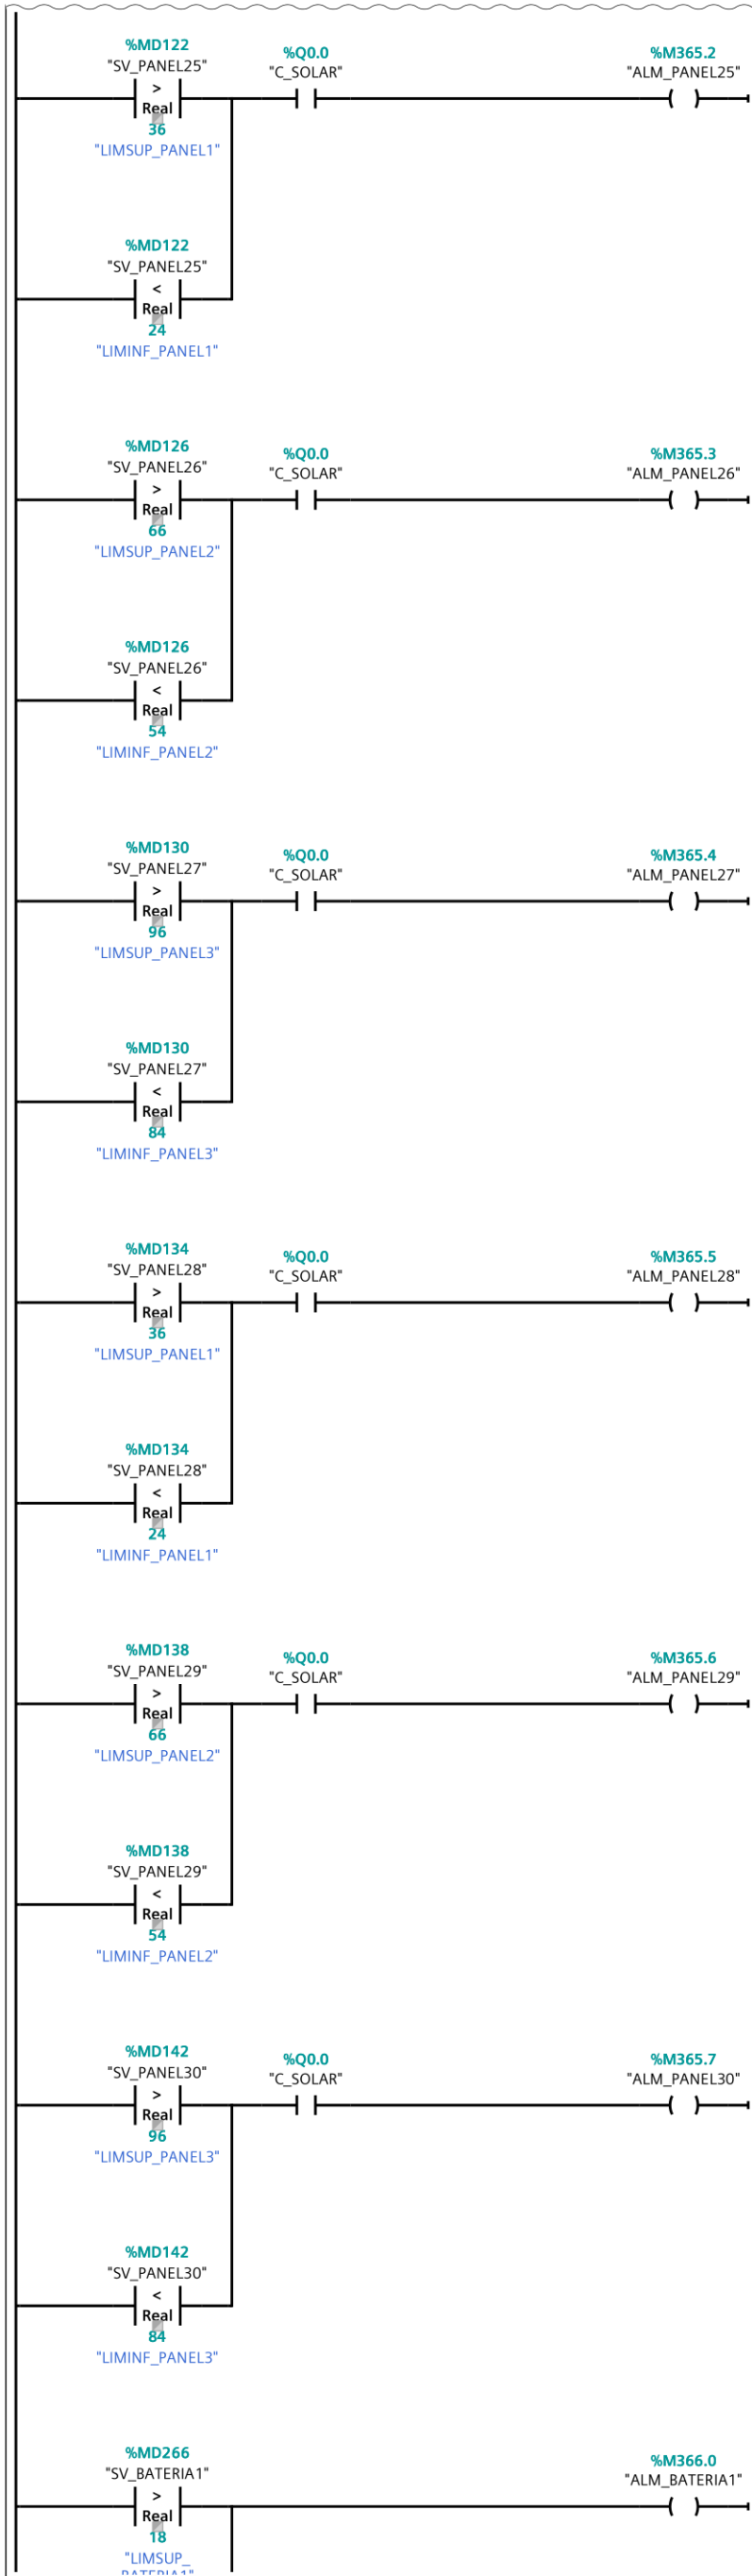 %MD122
"SV_PANEL25"
%Q0.0
"C_SOLAR"
%M365.2
"ALM_PANEL25"
>
Real
36
"LIMSUP_PANEL1"
%MD122
"SV_PANEL25"
<
Real
24
"LIMINF_PANEL1"
%MD126
"SV_PANEL26"
%Q0.0
"C_SOLAR"
%M365.3
"ALM_PANEL26"
>
Real
66
"LIMSUP_PANEL2"
%MD126
"SV_PANEL26"
<
Real
54
"LIMINF_PANEL2"
%MD130
"SV_PANEL27"
%Q0.0
"C_SOLAR"
%M365.4
"ALM_PANEL27"
>
Real
96
"LIMSUP_PANEL3"
%MD130
"SV_PANEL27"
<
Real
84
"LIMINF_PANEL3"
%MD134
"SV_PANEL28"
%Q0.0
"C_SOLAR"
%M365.5
"ALM_PANEL28"
>
Real
36
"LIMSUP_PANEL1"
%MD134
"SV_PANEL28"
<
Real
24
"LIMINF_PANEL1"
%MD138
"SV_PANEL29"
%Q0.0
"C_SOLAR"
%M365.6
"ALM_PANEL29"
>
Real
66
"LIMSUP_PANEL2"
%MD138
"SV_PANEL29"
<
Real
54
"LIMINF_PANEL2"
%MD142
"SV_PANEL30"
%Q0.0
"C_SOLAR"
%M365.7
"ALM_PANEL30"
>
Real
96
"LIMSUP_PANEL3"
%MD142
"SV_PANEL30"
<
Real
84
"LIMINF_PANEL3"
%MD266
"SV_BATERIA1"
%M366.0
"ALM_BATERIA1"
>
Real
18
"LIMSUP_